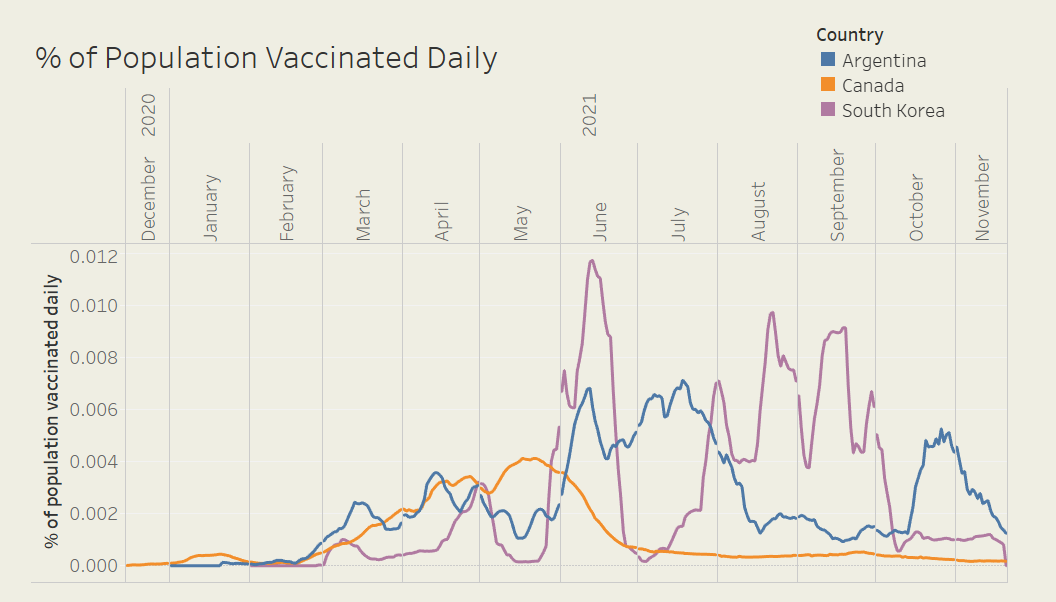 % of Population Vaccinated Daily
Country
Argentina
Canada
South Korea
2020
2021
December
January
February
March
April
May
June
July
August
September
October
November
% of population vaccinated daily
0.012
0.010
0.008
0.006
0.004
0.002
0.000